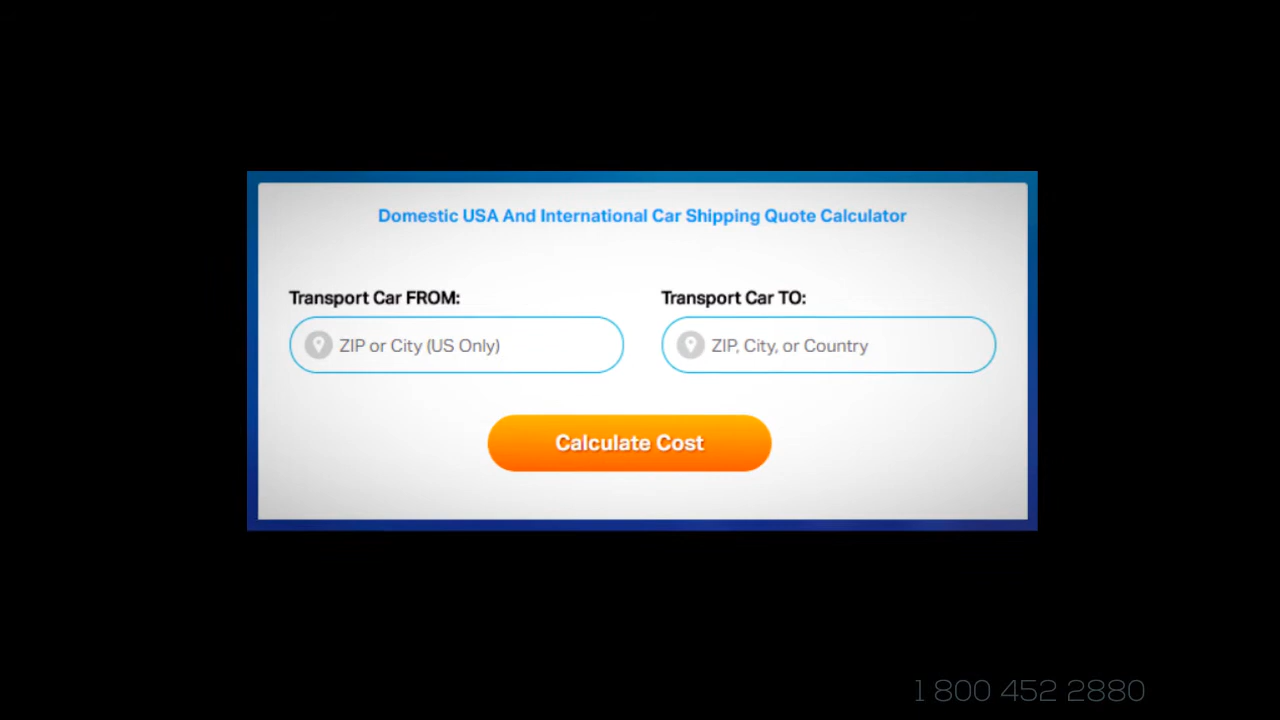 Domestic USA And International Car Shipping Quote Calculator
Transport Car FROM:
Transport Car TO:
ZIP or City (US Only)
ZIP, City, or Country
Calculate Cost
1 800 452 2880